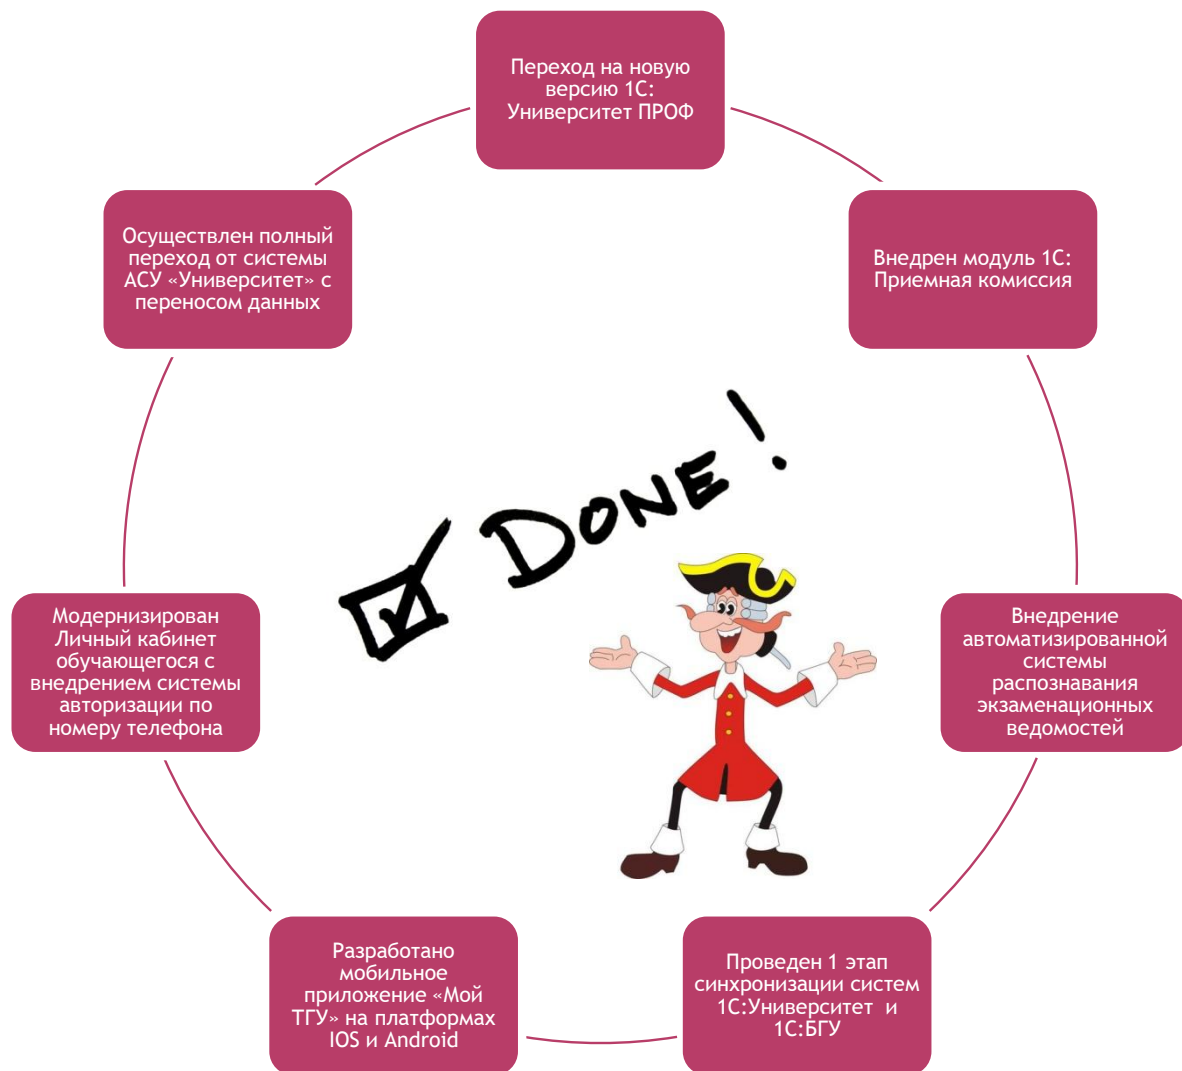 Переход на новую
версию 1С:
Университет ПРОФ
Внедрен модуль 1С:
Приемная комиссия
Внедрение
автоматизированной
системы
распознавания
экзаменационных
ведомостей
Проведен 1 этап
синхронизации систем
1С:Университет и
1С:БГУ
Разработано
мобильное
приложение «Мой
ТГУ» на платформах
IOS и Android
Модернизирован
Личный кабинет
обучающегося с
внедрением системы
авторизации по
номеру телефона
Осуществлен полный
переход от системы
АСУ «Университет» с
переносом данных
DONE!